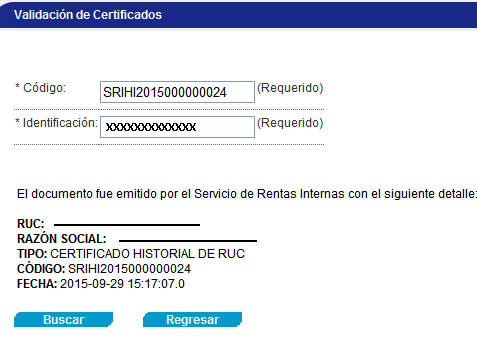 Validación de Certificados
* Código: SRIHI2015000000024 (Requerido)
* Identificación: xxxxxxxxxxxxx (Requerido)
El documento fue emitido por el Servicio de Rentas Internas con el siguiente detalle:
RUC:
RAZÓN SOCIAL:
TIPO: CERTIFICADO HISTORIAL DE RUC
CÓDIGO: SRIHI2015000000024
FECHA: 2015-09-29 15:17:07.0
Buscar Regresar